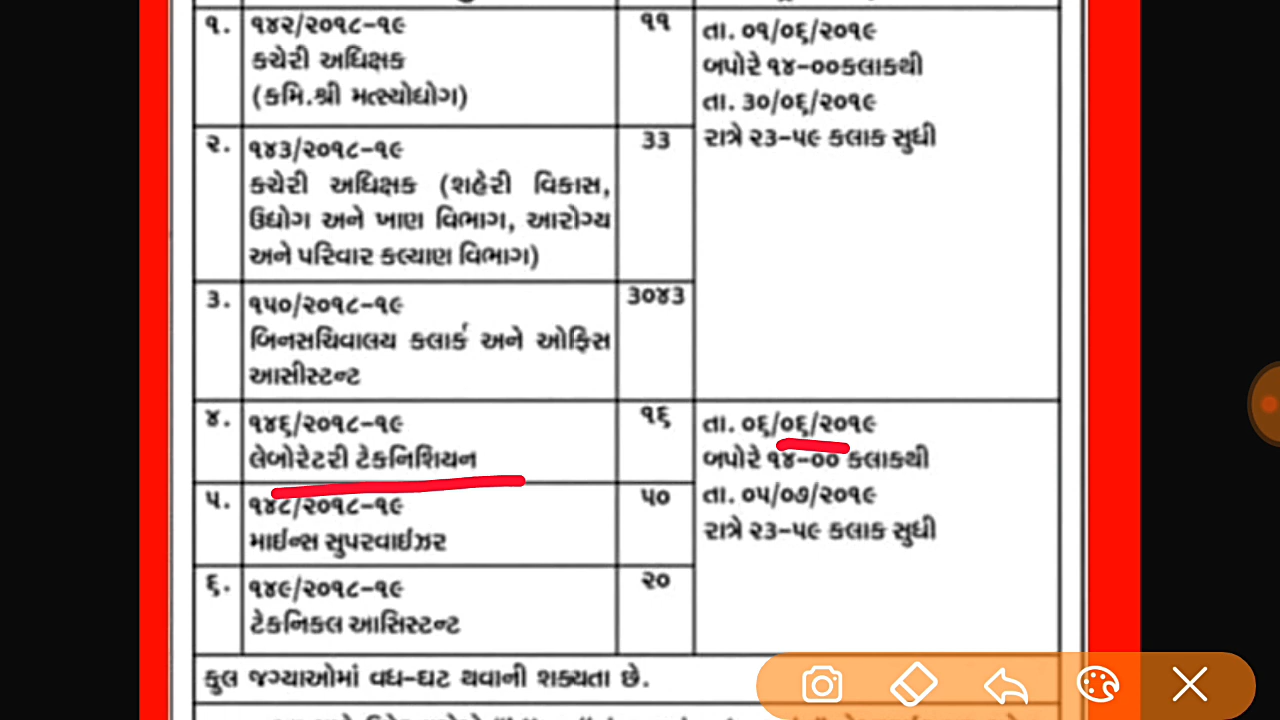 ૧. ૧૪૨/૨૦૧૮-૧૯ ૧૧
કચેરી અધિક્ષક
(કમિ.શ્રી મત્સ્યોદ્યોગ)
તા. ૦૧/૦૬/૨૦૧૯
બપોરે ૧૪-૦૦કલાકથી
તા. ૩૦/૦૬/૨૦૧૯
રાત્રે ૨૩-૫૯ કલાક સુધી
૨. ૧૪૩/૨૦૧૮-૧૯ ૩૩
કચેરી અધિક્ષક (શહેરી વિકાસ,
ઉદ્યોગ અને ખાણ વિભાગ, આરોગ્ય
અને પરિવાર કલ્યાણ વિભાગ)
૩. ૧૫૦/૨૦૧૮-૧૯ ૩૦૪૩
બિનસચિવાલય કલાર્ક અને ઓફિસ
આસીસ્ટન્ટ
૪. ૧૪૬/૨૦૧૮-૧૯ ૧૬
લેબોરેટરી ટેકનિશિયન
તા. ૦૬/૦૬/૨૦૧૯
બપોરે ૧૪-૦૦ કલાકથી
તા. ૦૫/૦૭/૨૦૧૯
રાત્રે ૨૩-૫૯ કલાક સુધી
૫. ૧૪૮/૨૦૧૮-૧૯ ૫૦
માઈન્સ સુપરવાઈઝર
૬. ૧૪૯/૨૦૧૮-૧૯ ૨૦
ટેકનિકલ આસિસ્ટન્ટ
કુલ જગ્યાઓમાં વધ-ઘટ થવાની શક્યતા છે.